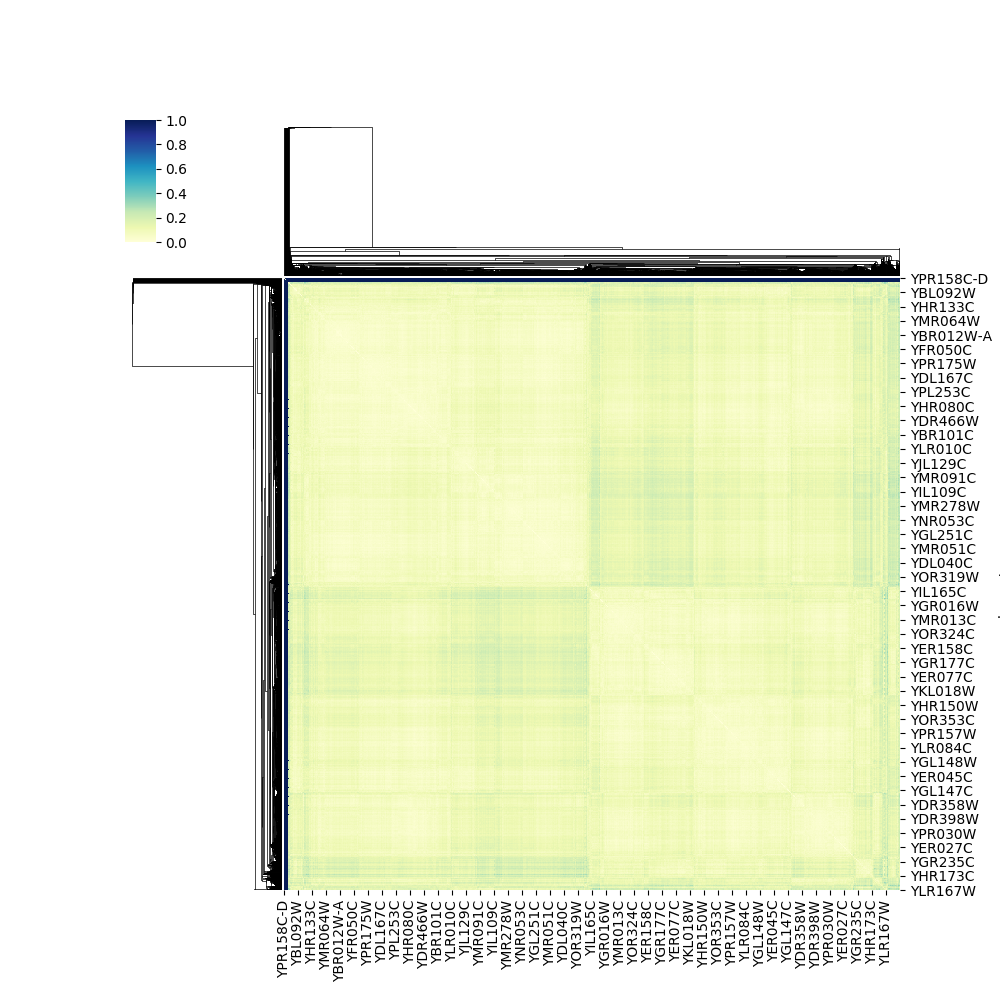 1.0
0.8
0.6
0.4
0.2
0.0
YPR158C-D
YBL092W
YHR133C
YMR064W
YBR012W-A
YFR050C
YPR175W
YDL167C
YPL253C
YHR080C
YDR466W
YBR101C
YLR010C
YJL129C
YMR091C
YIL109C
YMR278W
YNR053C
YGL251C
YMR051C
YDL040C
YOR319W
YIL165C
YGR016W
YMR013C
YOR324C
YER158C
YGR177C
YER077C
YKL018W
YHR150W
YOR353C
YPR157W
YLR084C
YGL148W
YER045C
YGL147C
YDR358W
YDR398W
YPR030W
YER027C
YGR235C
YHR173C
YLR167W
YPR158C-D
YBL092W
YHR133C
YMR064W
YBR012W-A
YFR050C
YPR175W
YDL167C
YPL253C
YHR080C
YDR466W
YBR101C
YLR010C
YJL129C
YMR091C
YIL109C
YMR278W
YNR053C
YGL251C
YMR051C
YDL040C
YOR319W
YIL165C
YGR016W
YMR013C
YOR324C
YER158C
YGR177C
YER077C
YKL018W
YHR150W
YOR353C
YPR157W
YLR084C
YGL148W
YER045C
YGL147C
YDR358W
YDR398W
YPR030W
YER027C
YGR235C
YHR173C
YLR167W